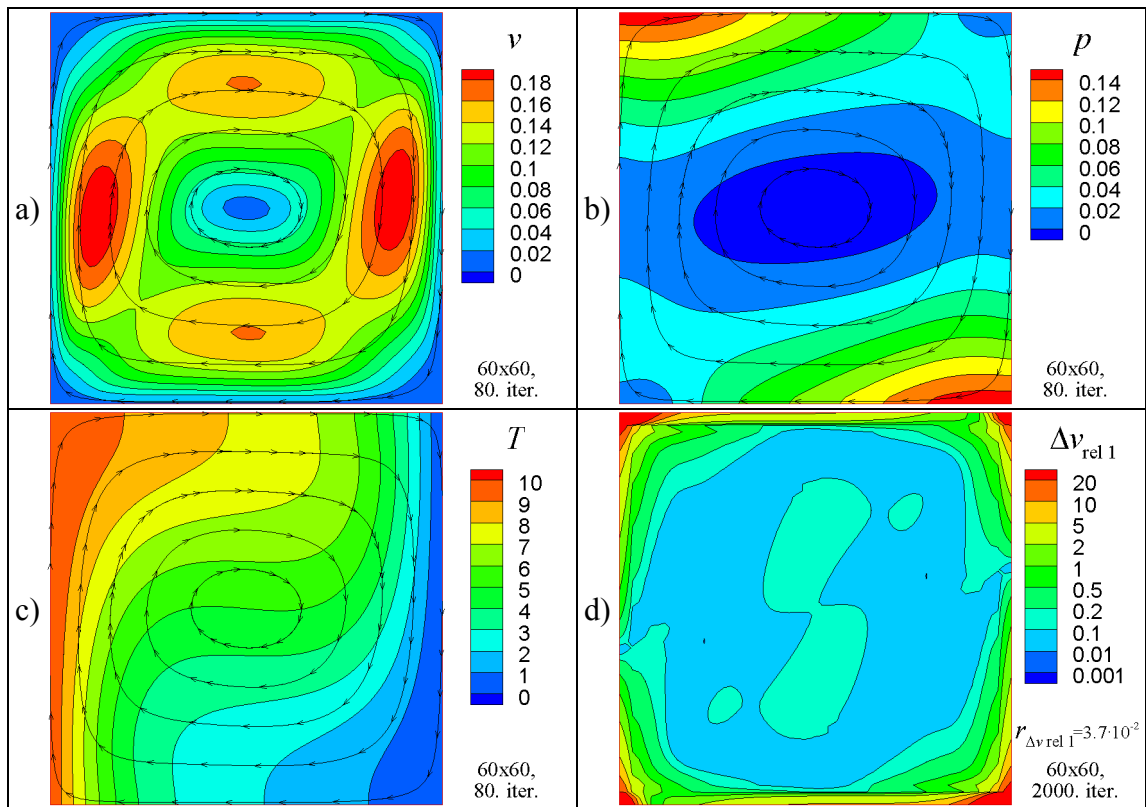 a)
v
0.18
0.16
0.14
0.12
0.1
0.08
0.06
0.04
0.02
0
60x60,
80. iter.
b)
p
0.14
0.12
0.1
0.08
0.06
0.04
0.02
0
60x60,
80. iter.
c)
T
10
9
8
7
6
5
4
3
2
1
0
60x60,
80. iter.
d)
Δv rel 1
20
10
5
2
1
0.5
0.2
0.1
0.01
0.001
r Δv rel 1 =3.7·10⁻²
60x60,
2000. iter.